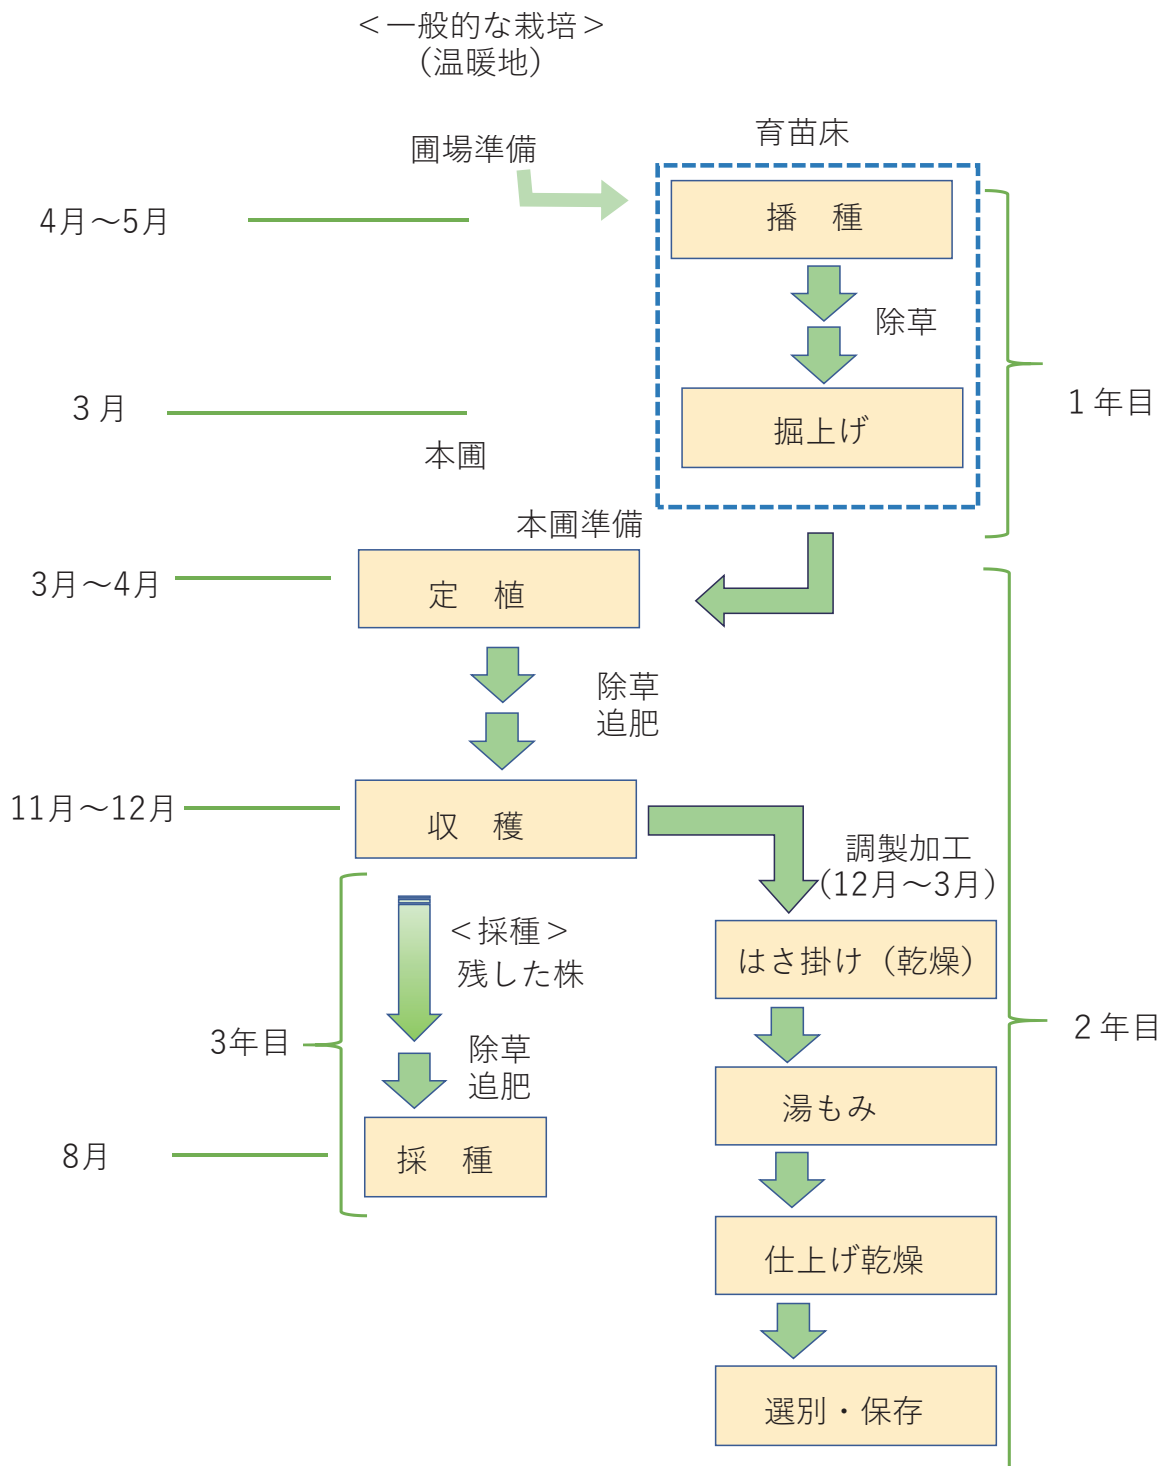 ＜一般的な栽培＞
（温暖地）
圃場準備
育苗床
4月～5月
播　種
除草
3 月
掘上げ
1 年目
本圃
本圃準備
3月～4月
定　植
除草
追肥
11月～12月
収　穫
調製加工
（12月～3月）
＜採種＞
残した株
はさ掛け（乾燥）
3年目
除草
追肥
2 年目
湯もみ
8月
採　種
仕上げ乾燥
選別・保存